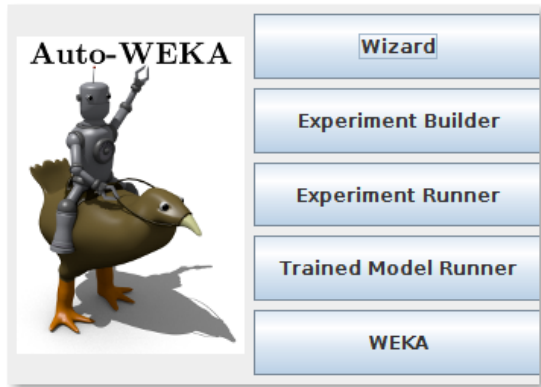 Auto-WEKA
Wizard
Experiment Builder
Experiment Runner
Trained Model Runner
WEKA